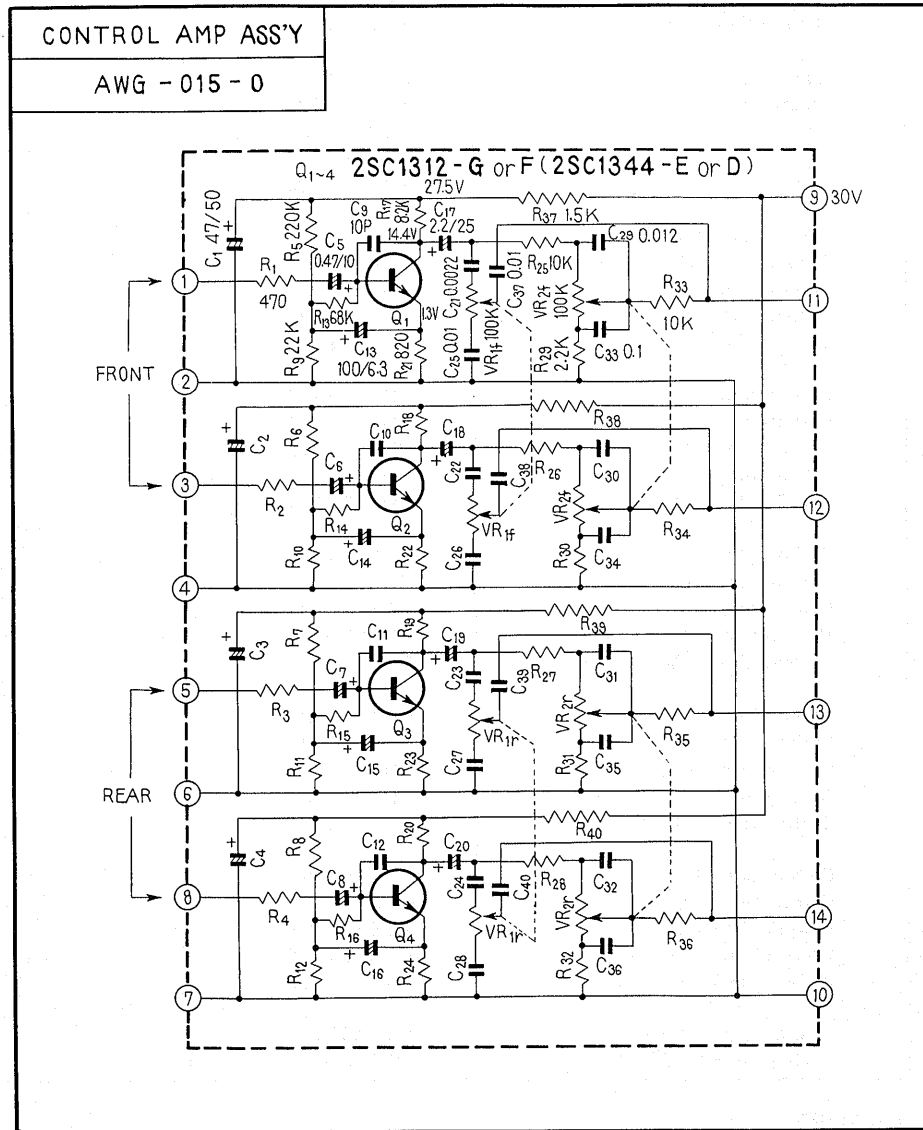 CONTROL AMP ASS'Y
AWG - 015 - 0
Q1~4 2SC1312-G or F (2SC1344-E or D)
27.5V
9 30V
C1 47/50
R5 220K
C9 10P
R17 82K
14.4V
C17 2.2/25
R37 1.5K
C29 0.012
1
R1 470
C5 0.47/10
R13 68K
Q1
1.3V
C21 0.0022
C37 0.01
R25 10K
VR2f 100K
R33 10K
11
R9 22K
C13 100/6.3
R21 820
C25 0.01
VR1f 100K
R29 2.2K
C33 0.1
FRONT
2
C2
R6
C10
R18
C18
R38
3
R2
C6
R14
Q2
C22
C38
R26
C30
VR2f
R34
12
R10
C14
R22
C26
VR1f
R30
C34
4
C3
R7
C11
R19
C19
R39
5
R3
C7
R15
Q3
C23
C39
R27
C31
VR2r
R35
13
R11
C15
R23
C27
VR1r
R31
C35
REAR
6
C4
R8
C12
R20
C20
R40
8
R4
C8
R16
Q4
C24
C40
R28
C32
VR2r
R36
14
R12
C16
R24
C28
VR1r
R32
C36
7
10